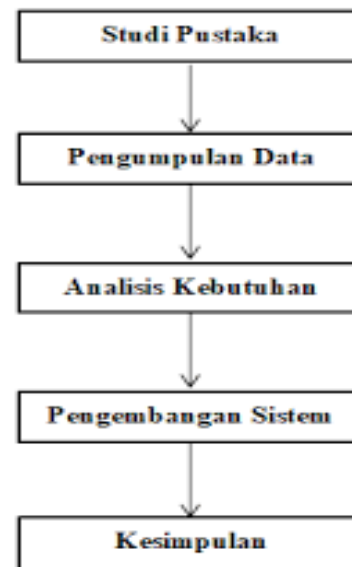 Studi Pustaka
Pengumpulan Data
Analisis Kebutuhan
Pengembangan Sistem
Kesimpulan